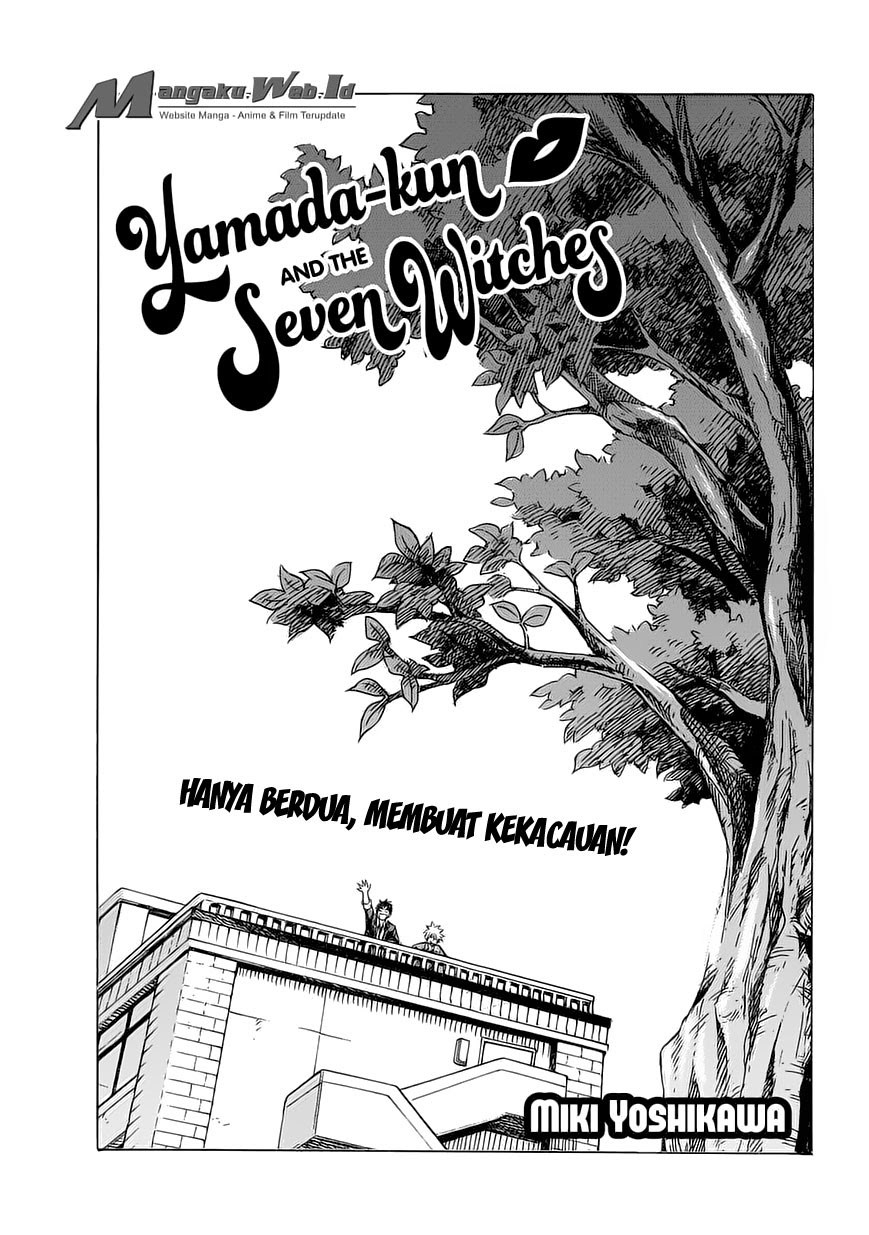 Mangaku.Web.Id
Website Manga - Anime & Film Terupdate
Yamada-kun
AND THE
Seven Witches
HANYA BERDUA, MEMBUAT KEKACAUAN!
MIKI YOSHIKAWA